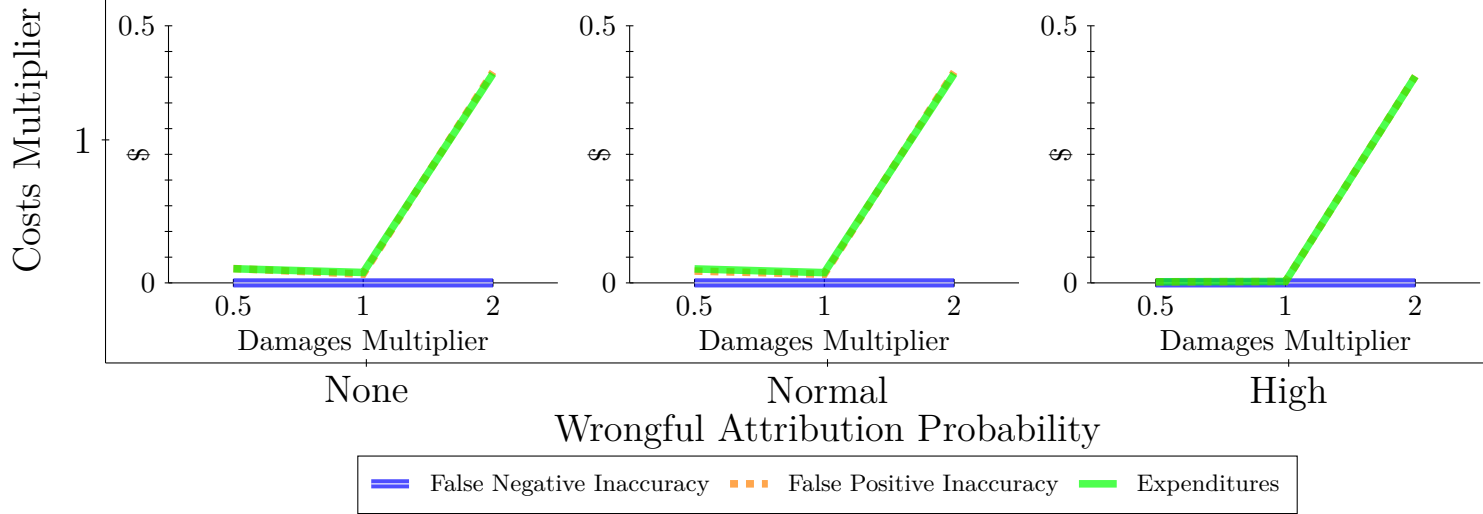 Costs Multiplier
1
0.5
0
$
0.5 1 2
Damages Multiplier
0.5
0
$
0.5 1 2
Damages Multiplier
0.5
0
$
0.5 1 2
Damages Multiplier
None Normal High
Wrongful Attribution Probability
False Negative Inaccuracy False Positive Inaccuracy Expenditures